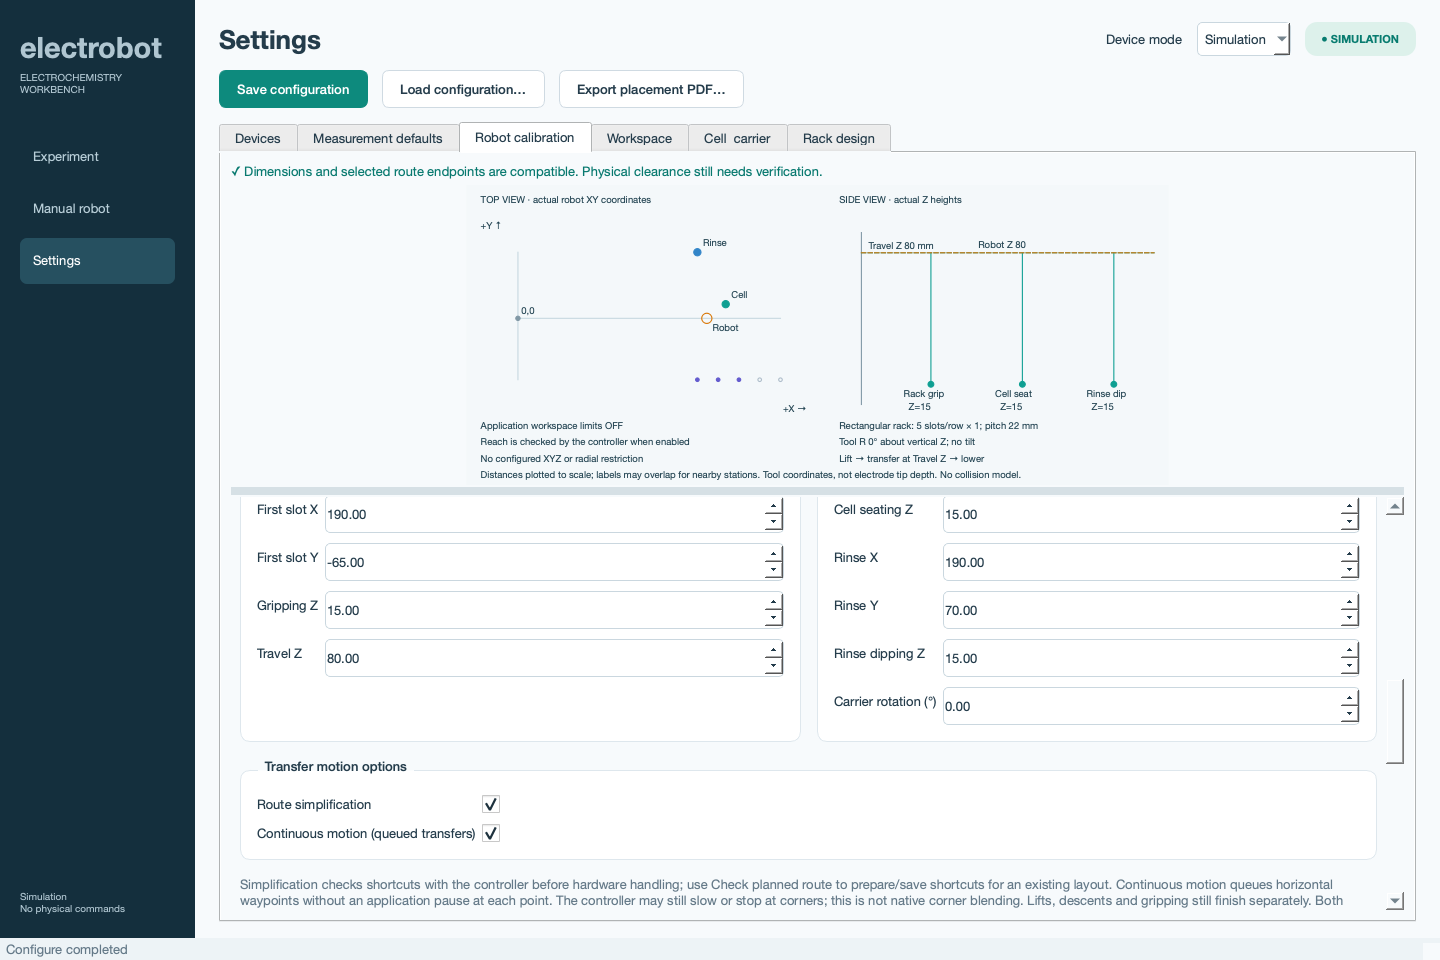 electrobot
ELECTROCHEMISTRY
WORKBENCH
Experiment
Manual robot
Settings
Simulation
No physical commands
Settings
Device mode
Simulation
• SIMULATION
Save configuration
Load configuration...
Export placement PDF...
Devices
Measurement defaults
Robot calibration
Workspace
Cell carrier
Rack design
✓ Dimensions and selected route endpoints are compatible. Physical clearance still needs verification.
TOP VIEW · actual robot XY coordinates
+Y ↑
Rinse
Cell
0,0
Robot
+X →
Application workspace limits OFF
Reach is checked by the controller when enabled
No configured XYZ or radial restriction
Distances plotted to scale; labels may overlap for nearby stations. Tool coordinates, not electrode tip depth. No collision model.
SIDE VIEW · actual Z heights
Travel Z 80 mm
Robot Z 80
Rack grip
Z=15
Cell seat
Z=15
Rinse dip
Z=15
Rectangular rack: 5 slots/row × 1; pitch 22 mm
Tool R 0° about vertical Z; no tilt
Lift → transfer at Travel Z → lower
First slot X
190.00
First slot Y
-65.00
Gripping Z
15.00
Travel Z
80.00
Cell seating Z
15.00
Rinse X
190.00
Rinse Y
70.00
Rinse dipping Z
15.00
Carrier rotation (°)
0.00
Transfer motion options
Route simplification
Continuous motion (queued transfers)
Simplification checks shortcuts with the controller before hardware handling; use Check planned route to prepare/save shortcuts for an existing layout. Continuous motion queues horizontal
waypoints without an application pause at each point. The controller may still slow or stop at corners; this is not native corner blending. Lifts, descents and gripping still finish separately. Both
Configure completed